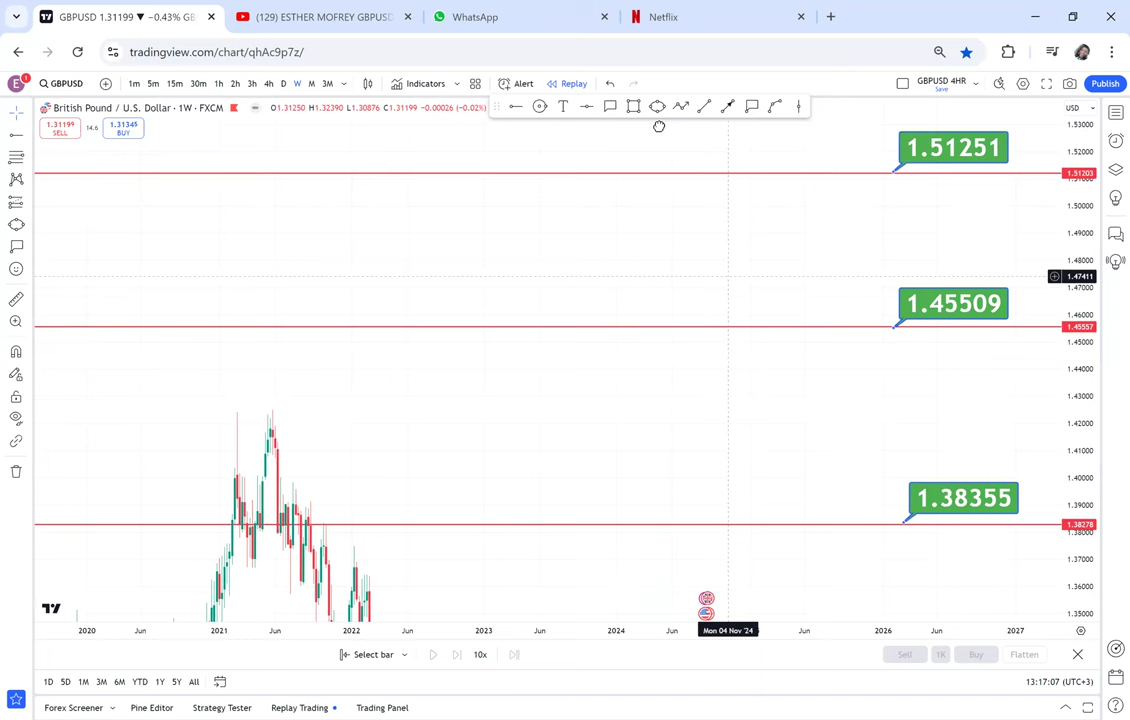 GBPUSD 1.31199 ▼ −0.43% GB
(129) ESTHER MOFREY GBPUSD
WhatsApp
Netflix
tradingview.com/chart/qhAc9p7z/
E
1
GBPUSD
1m 5m 15m 30m 1h 2h 3h 4h D W M 3M
Indicators
Alert
Replay
GBPUSD 4HR
Save
Publish
British Pound / U.S. Dollar · 1W · FXCM
O1.31250 H1.32390 L1.30876 C1.31199 −0.00026 (−0.02%)
USD
1.31199
SELL
14.6
1.31345
BUY
1.53000
1.52000
1.51251
1.51203
1.51000
1.50000
1.49000
1.48000
1.47411
1.47000
1.46000
1.45509
1.45557
1.45000
1.44000
1.43000
1.42000
1.41000
1.40000
1.39000
1.38355
1.38278
1.38000
1.37000
1.36000
1.35000
2020 Jun 2021 Jun 2022 Jun 2023 Jun 2024 Jun Mon 04 Nov '24 Jun 2026 Jun 2027
Select bar
10x
Sell
1K
Buy
Flatten
1D 5D 1M 3M 6M YTD 1Y 5Y All
13:17:07 (UTC+3)
Forex Screener
Pine Editor
Strategy Tester
Replay Trading
Trading Panel